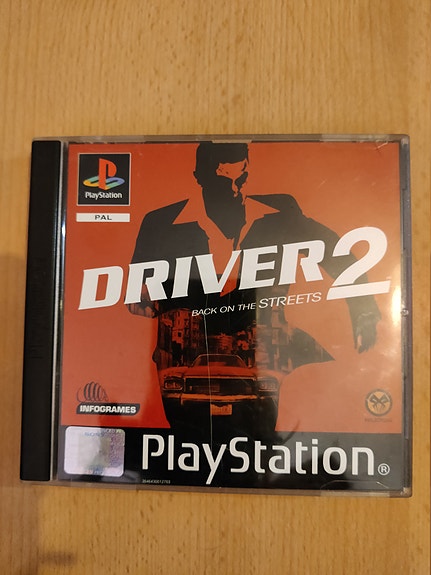 PlayStation
PAL
DRIVER 2
BACK ON THE STREETS
INFOGRAMES
PlayStation®